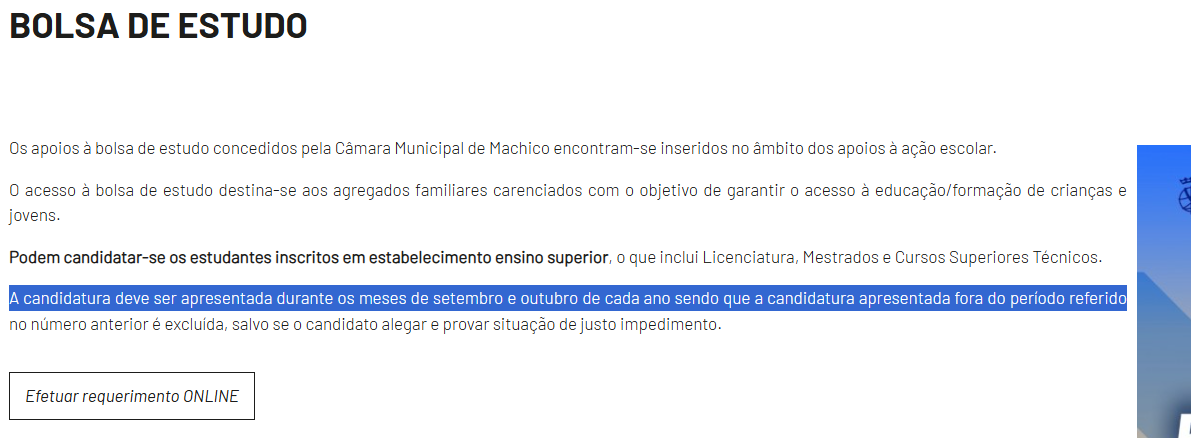 BOLSA DE ESTUDO
Os apoios à bolsa de estudo concedidos pela Câmara Municipal de Machico encontram-se inseridos no âmbito dos apoios à ação escolar.
O acesso à bolsa de estudo destina-se aos agregados familiares carenciados com o objetivo de garantir o acesso à educação/formação de crianças e
jovens.
Podem candidatar-se os estudantes inscritos em estabelecimento ensino superior, o que inclui Licenciatura, Mestrados e Cursos Superiores Técnicos.
A candidatura deve ser apresentada durante os meses de setembro e outubro de cada ano sendo que a candidatura apresentada fora do período referido
no número anterior é excluída, salvo se o candidato alegar e provar situação de justo impedimento.
Efetuar requerimento ONLINE